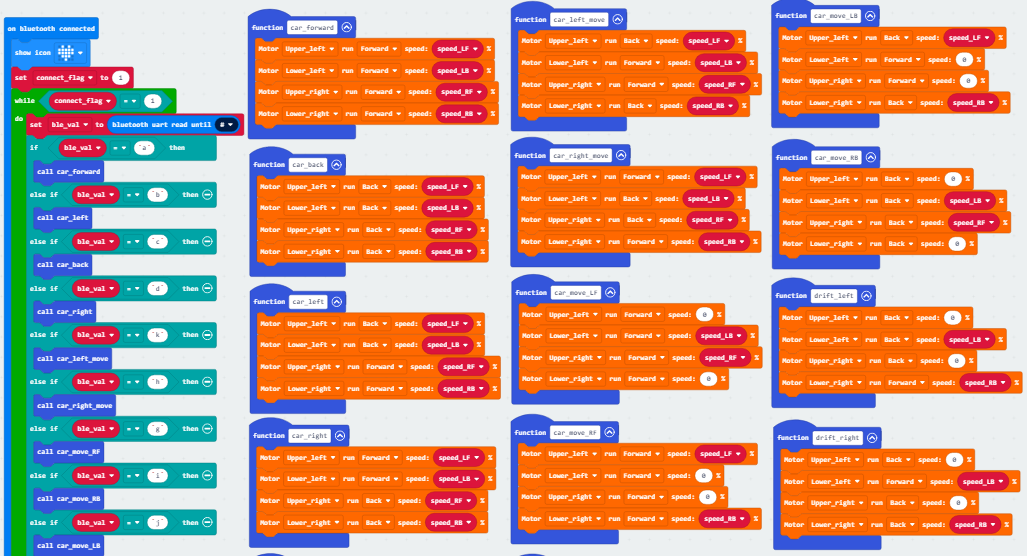 on bluetooth connected
show icon
set connect_flag to 1
while connect_flag = 1
do set ble_val to bluetooth uart read until #
if ble_val = "a" then
call car_forward
else if ble_val = "b" then
call car_left
else if ble_val = "c" then
call car_back
else if ble_val = "d" then
call car_right
else if ble_val = "k" then
call car_left_move
else if ble_val = "h" then
call car_right_move
else if ble_val = "g" then
call car_move_RF
else if ble_val = "i" then
call car_move_RB
else if ble_val = "j" then
call car_move_LB
function car_forward
Motor Upper_left run Forward speed: speed_LF %
Motor Lower_left run Forward speed: speed_LB %
Motor Upper_right run Forward speed: speed_RF %
Motor Lower_right run Forward speed: speed_RB %
function car_back
Motor Upper_left run Back speed: speed_LF %
Motor Lower_left run Back speed: speed_LB %
Motor Upper_right run Back speed: speed_RF %
Motor Lower_right run Back speed: speed_RB %
function car_left
Motor Upper_left run Back speed: speed_LF %
Motor Lower_left run Back speed: speed_LB %
Motor Upper_right run Forward speed: speed_RF %
Motor Lower_right run Forward speed: speed_RB %
function car_right
Motor Upper_left run Forward speed: speed_LF %
Motor Lower_left run Forward speed: speed_LB %
Motor Upper_right run Back speed: speed_RF %
Motor Lower_right run Back speed: speed_RB %
function car_left_move
Motor Upper_left run Back speed: speed_LF %
Motor Lower_left run Forward speed: speed_LB %
Motor Upper_right run Forward speed: speed_RF %
Motor Lower_right run Back speed: speed_RB %
function car_right_move
Motor Upper_left run Forward speed: speed_LF %
Motor Lower_left run Back speed: speed_LB %
Motor Upper_right run Back speed: speed_RF %
Motor Lower_right run Forward speed: speed_RB %
function car_move_LF
Motor Upper_left run Forward speed: 0 %
Motor Lower_left run Forward speed: speed_LB %
Motor Upper_right run Forward speed: speed_RF %
Motor Lower_right run Forward speed: 0 %
function car_move_RF
Motor Upper_left run Forward speed: speed_LF %
Motor Lower_left run Forward speed: 0 %
Motor Upper_right run Forward speed: 0 %
Motor Lower_right run Forward speed: speed_RB %
function car_move_LB
Motor Upper_left run Back speed: speed_LF %
Motor Lower_left run Forward speed: 0 %
Motor Upper_right run Forward speed: 0 %
Motor Lower_right run Back speed: speed_RB %
function car_move_RB
Motor Upper_left run Back speed: 0 %
Motor Lower_left run Back speed: speed_LB %
Motor Upper_right run Back speed: speed_RF %
Motor Lower_right run Back speed: 0 %
function drift_left
Motor Upper_left run Back speed: 0 %
Motor Lower_left run Back speed: speed_LB %
Motor Upper_right run Back speed: 0 %
Motor Lower_right run Forward speed: speed_RB %
function drift_right
Motor Upper_left run Back speed: 0 %
Motor Lower_left run Forward speed: speed_LB %
Motor Upper_right run Back speed: 0 %
Motor Lower_right run Back speed: speed_RB %